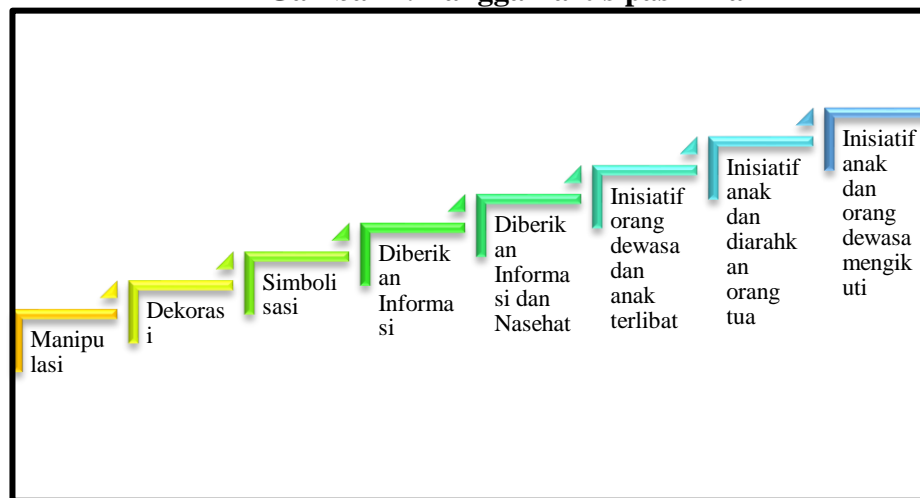 Manipu
lasi
Dekoras
i
Simboli
sasi
Diberik
an
Informa
si
Diberik
an
Informa
si dan
Nasehat
Inisiatif
orang
dewasa
dan
anak
terlibat
Inisiatif
anak
dan
diarahk
an
orang
tua
Inisiatif
anak
dan
orang
dewasa
mengik
uti